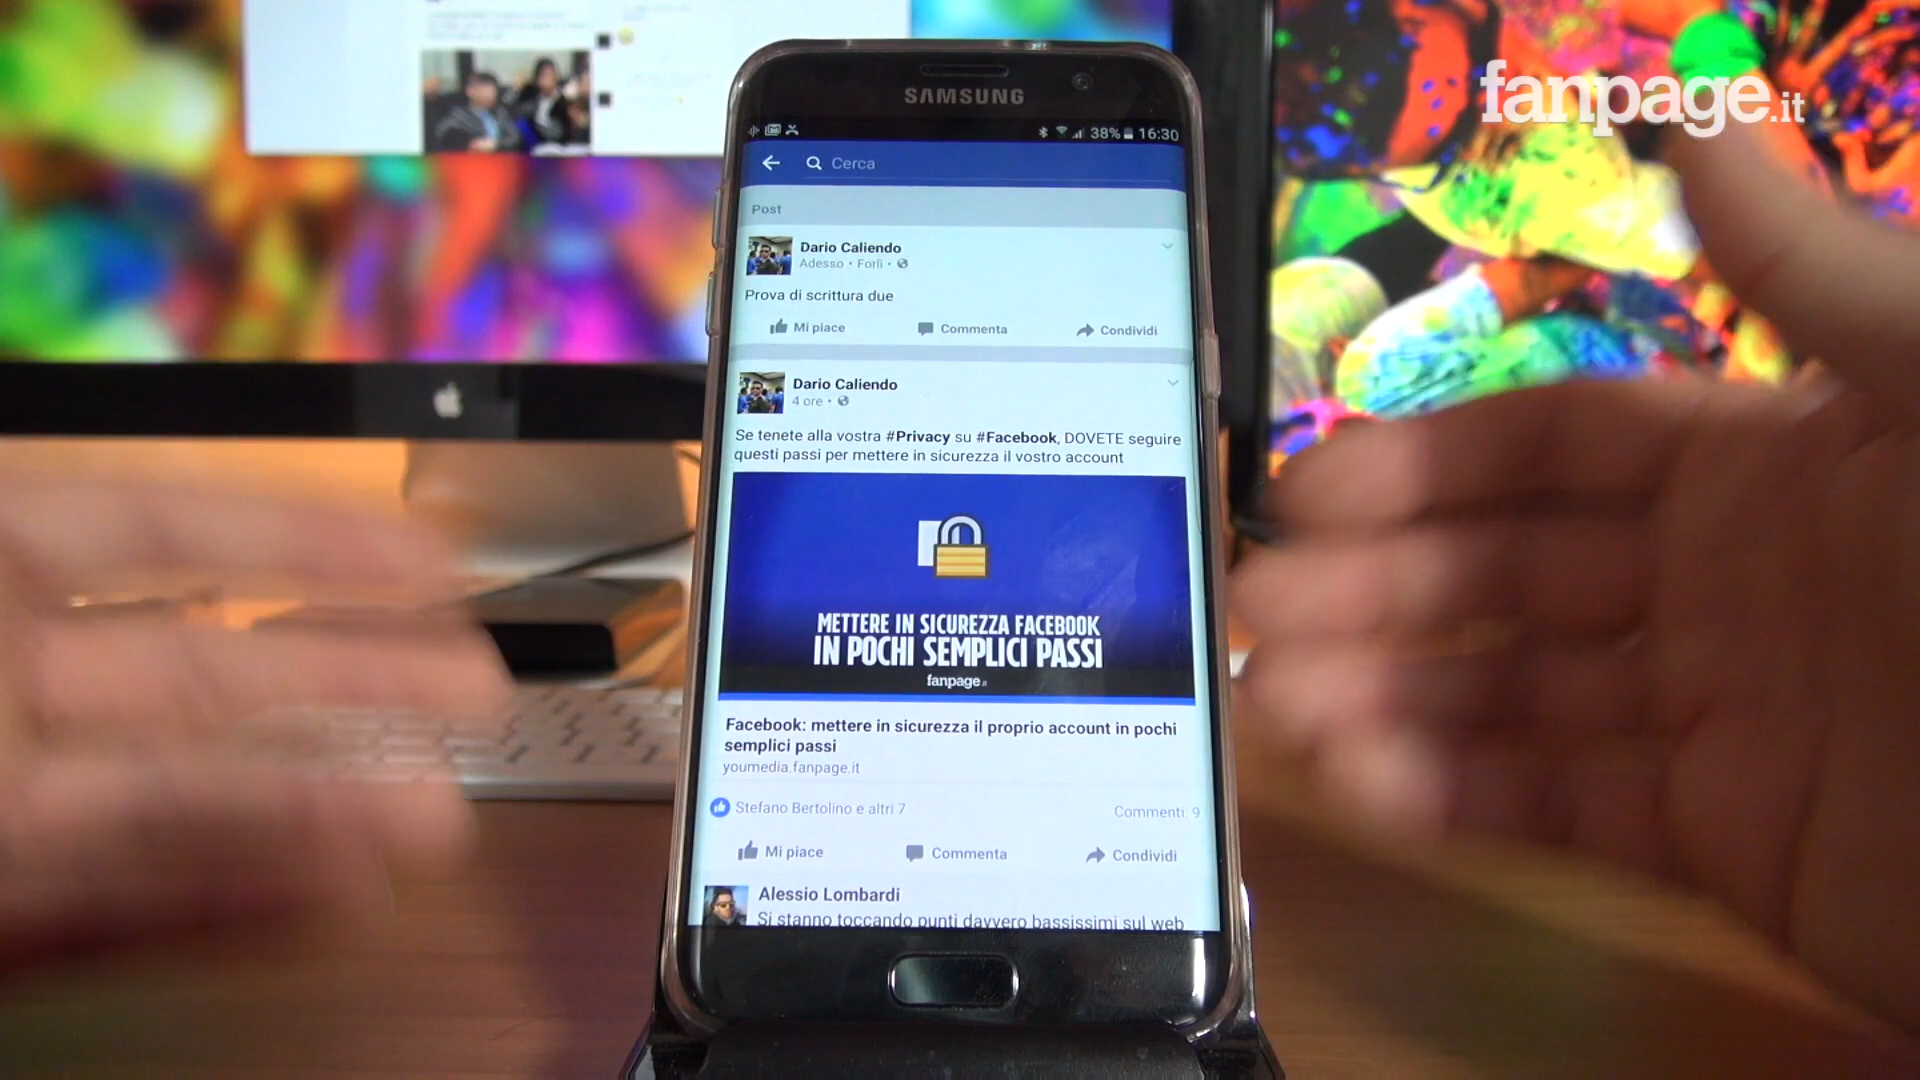 fanpage.it
SAMSUNG
38% 16:30
Cerca
Post
Dario Caliendo
Adesso • Forlì •
Prova di scrittura due
Mi piace Commenta Condividi
Dario Caliendo
4 ore •
Se tenete alla vostra #Privacy su #Facebook, DOVETE seguire
questi passi per mettere in sicurezza il vostro account
METTERE IN SICUREZZA FACEBOOK
IN POCHI SEMPLICI PASSI
fanpage.it
Facebook: mettere in sicurezza il proprio account in pochi
semplici passi
youmedia.fanpage.it
Stefano Bertolino e altri 7 Commenti: 9
Mi piace Commenta Condividi
Alessio Lombardi
Si stanno toccando punti davvero bassissimi sul web